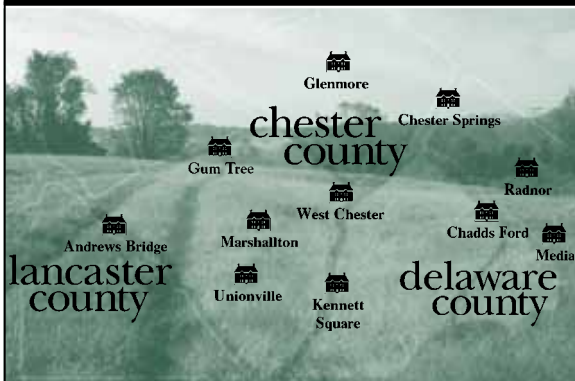 Glenmore
Chester Springs
chester
county
Gum Tree
Radnor
West Chester
Chadds Ford
Marshallton
Andrews Bridge
Media
lancaster
county
delaware
county
Unionville
Kennett
Square